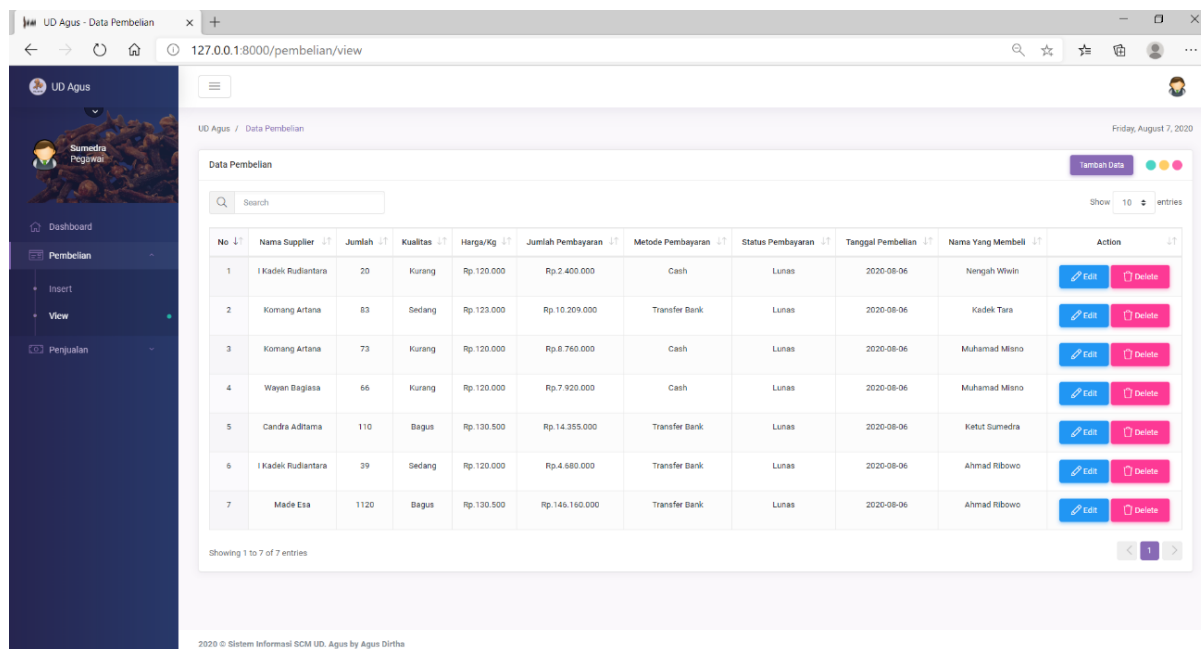 UD Agus - Data Pembelian
127.0.0.1:8000/pembelian/view
UD Agus
Sumedra
Pegawai
Dashboard
Pembelian
Insert
View
Penjualan
UD Agus / Data Pembelian
Friday, August 7, 2020
Data Pembelian
Tambah Data
Search
Show 10 entries
No Nama Supplier Jumlah Kualitas Harga/Kg Jumlah Pembayaran Metode Pembayaran Status Pembayaran Tanggal Pembelian Nama Yang Membeli Action
1 I Kadek Rudiantara 20 Kurang Rp.120.000 Rp.2.400.000 Cash Lunas 2020-08-06 Nengah Wiwin Edit Delete
2 Komang Artana 83 Sedang Rp.123.000 Rp.10.209.000 Transfer Bank Lunas 2020-08-06 Kadek Tara Edit Delete
3 Komang Artana 73 Kurang Rp.120.000 Rp.8.760.000 Cash Lunas 2020-08-06 Muhamad Misno Edit Delete
4 Wayan Bagiasa 66 Kurang Rp.120.000 Rp.7.920.000 Cash Lunas 2020-08-06 Muhamad Misno Edit Delete
5 Candra Aditama 110 Bagus Rp.130.500 Rp.14.355.000 Transfer Bank Lunas 2020-08-06 Ketut Sumedra Edit Delete
6 I Kadek Rudiantara 39 Sedang Rp.120.000 Rp.4.680.000 Transfer Bank Lunas 2020-08-06 Ahmad Ribowo Edit Delete
7 Made Esa 1120 Bagus Rp.130.500 Rp.146.160.000 Transfer Bank Lunas 2020-08-06 Ahmad Ribowo Edit Delete
Showing 1 to 7 of 7 entries
1
2020 © Sistem Informasi SCM UD. Agus by Agus Dirtha